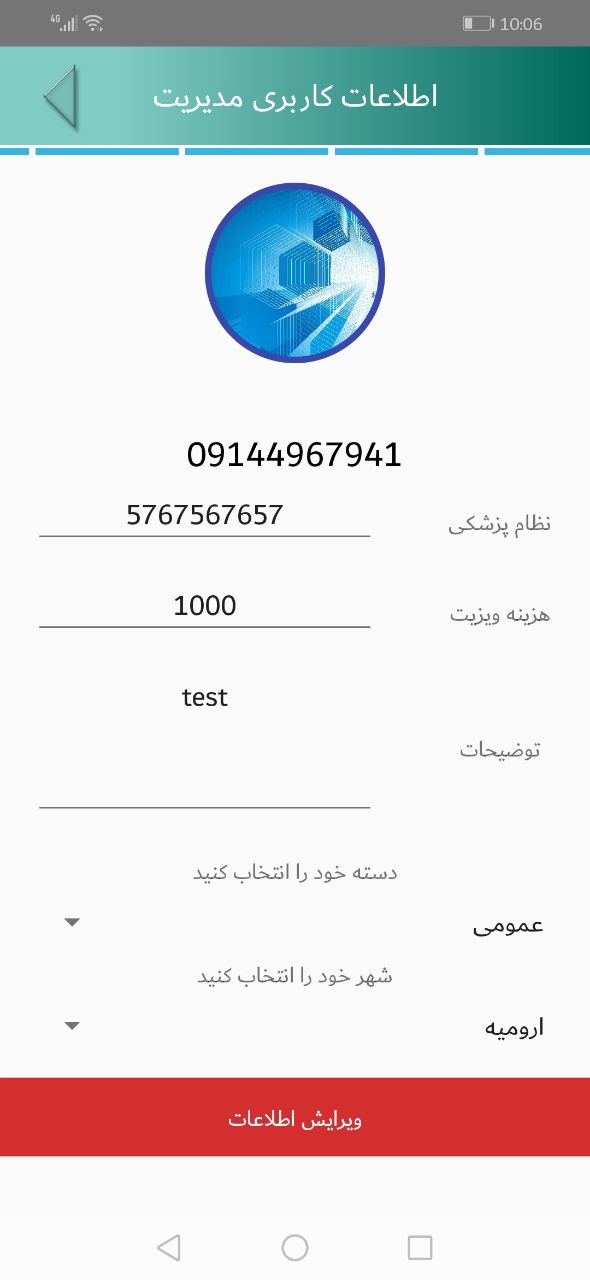 4G 10:06
اطلاعات کاربری مدیریت
09144967941
نظام پزشکی 5767567657
هزینه ویزیت 1000
test
توضیحات
دسته خود را انتخاب کنید
عمومی
شهر خود را انتخاب کنید
ارومیه
ویرایش اطلاعات